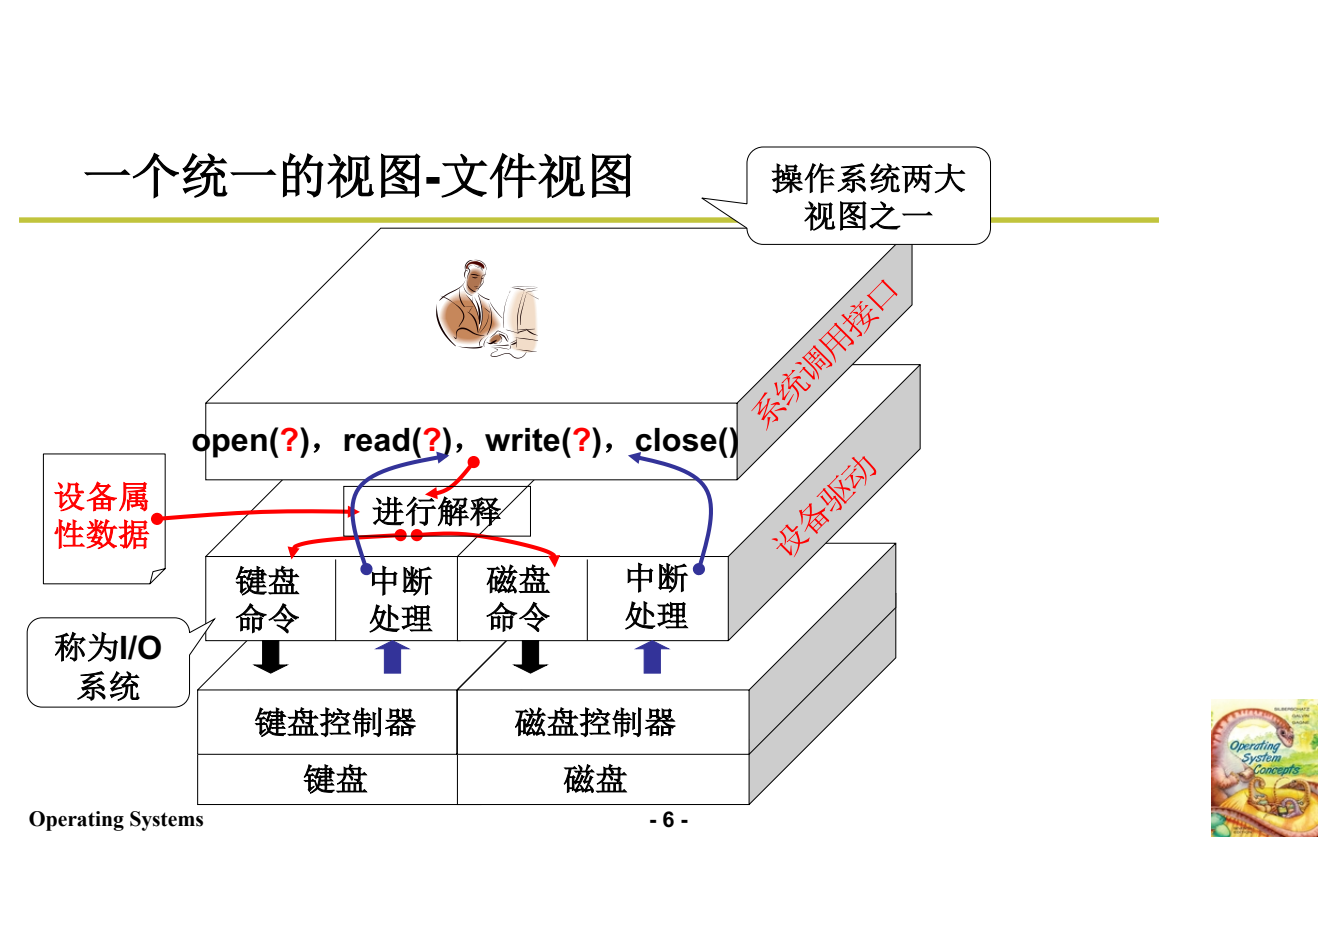 一个统一的视图-文件视图
操作系统两大
视图之一
系统调用接口
open(?)，read(?)，write(?)，close()
设备属
性数据
进行解释
设备驱动
键盘
命令
中断
处理
磁盘
命令
中断
处理
称为I/O
系统
键盘控制器
磁盘控制器
键盘
磁盘
Operating Systems
- 6 -
SILBERSCHATZ
GALVIN
GAGNE
Operating
System
Concepts